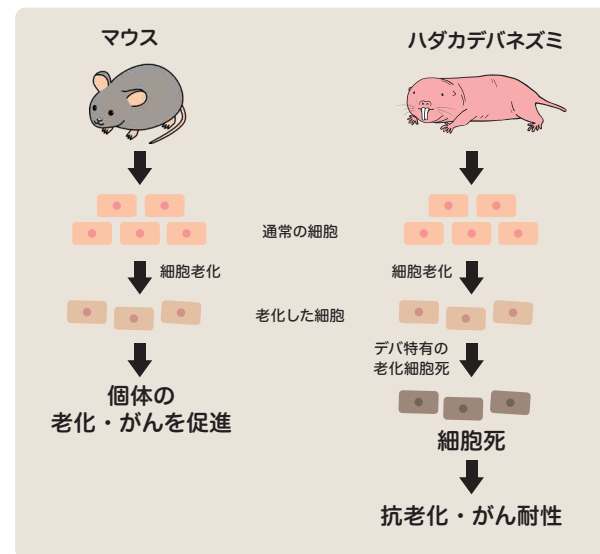 マウス
ハダカデバネズミ
通常の細胞
細胞老化
細胞老化
老化した細胞
デバ特有の
老化細胞死
個体の
老化・がんを促進
細胞死
抗老化・がん耐性